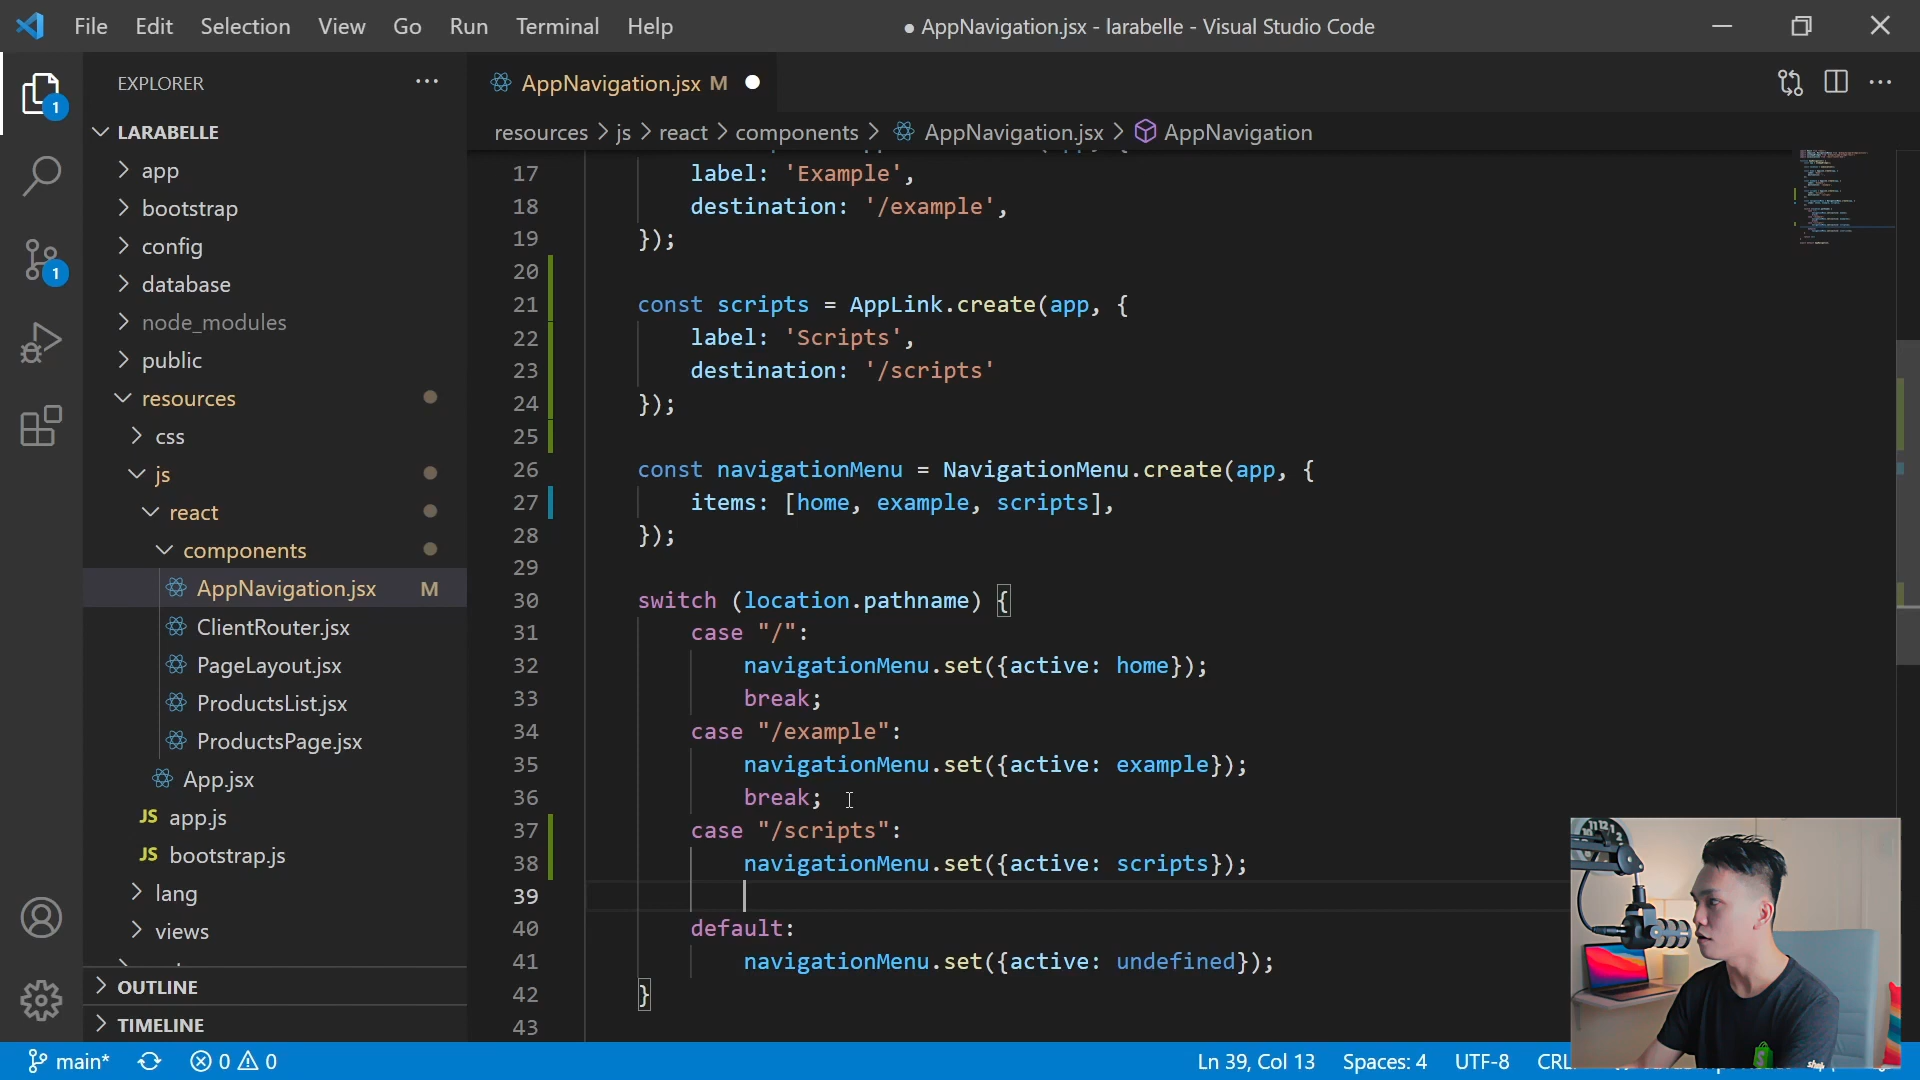 File Edit Selection View Go Run Terminal Help
● AppNavigation.jsx - larabelle - Visual Studio Code
EXPLORER
AppNavigation.jsx M
resources > js > react > components > AppNavigation.jsx > AppNavigation
1
1
LARABELLE
app
bootstrap
config
database
node_modules
public
resources
css
js
react
components
AppNavigation.jsx M
ClientRouter.jsx
PageLayout.jsx
ProductsList.jsx
ProductsPage.jsx
App.jsx
JS app.js
JS bootstrap.js
lang
views
OUTLINE
TIMELINE
17 label: 'Example',
18 destination: '/example',
19 });
20
21 const scripts = AppLink.create(app, {
22 label: 'Scripts',
23 destination: '/scripts'
24 });
25
26 const navigationMenu = NavigationMenu.create(app, {
27 items: [home, example, scripts],
28 });
29
30 switch (location.pathname) {
31 case "/":
32 navigationMenu.set({active: home});
33 break;
34 case "/example":
35 navigationMenu.set({active: example});
36 break;
37 case "/scripts":
38 navigationMenu.set({active: scripts});
39
40 default:
41 navigationMenu.set({active: undefined});
42 }
43
main* 0 0 Ln 39, Col 13 Spaces: 4 UTF-8